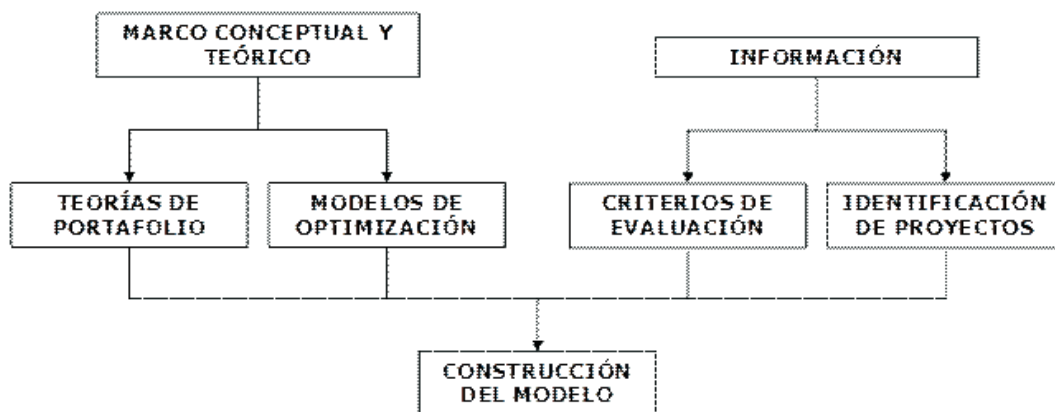 MARCO CONCEPTUAL Y
TEÓRICO
INFORMACIÓN
TEORÍAS DE
PORTAFOLIO
MODELOS DE
OPTIMIZACIÓN
CRITERIOS DE
EVALUACIÓN
IDENTIFICACIÓN
DE PROYECTOS
CONSTRUCCIÓN
DEL MODELO